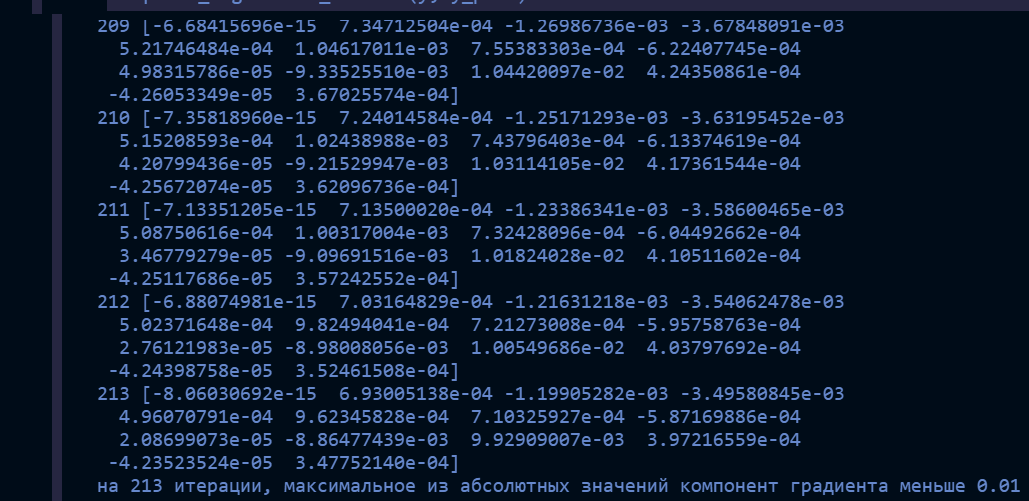 209 [-6.68415696e-15  7.34712504e-04 -1.26986736e-03 -3.67848091e-03
  5.21746484e-04  1.04617011e-03  7.55383303e-04 -6.22407745e-04
  4.98315786e-05 -9.33525510e-03  1.04420097e-02  4.24350861e-04
 -4.26053349e-05  3.67025574e-04]
210 [-7.35818960e-15  7.24014584e-04 -1.25171293e-03 -3.63195452e-03
  5.15208593e-04  1.02438988e-03  7.43796403e-04 -6.13374619e-04
  4.20799436e-05 -9.21529947e-03  1.03114105e-02  4.17361544e-04
 -4.25672074e-05  3.62096736e-04]
211 [-7.13351205e-15  7.13500020e-04 -1.23386341e-03 -3.58600465e-03
  5.08750616e-04  1.00317004e-03  7.32428096e-04 -6.04492662e-04
  3.46779279e-05 -9.09691516e-03  1.01824028e-02  4.10511602e-04
 -4.25117686e-05  3.57242552e-04]
212 [-6.88074981e-15  7.03164829e-04 -1.21631218e-03 -3.54062478e-03
  5.02371648e-04  9.82494041e-04  7.21273008e-04 -5.95758763e-04
  2.76121983e-05 -8.98008056e-03  1.00549686e-02  4.03797692e-04
 -4.24398758e-05  3.52461508e-04]
213 [-8.06030692e-15  6.93005138e-04 -1.19905282e-03 -3.49580845e-03
  4.96070791e-04  9.62345828e-04  7.10325927e-04 -5.87169886e-04
  2.08699073e-05 -8.86477439e-03  9.92909007e-03  3.97216559e-04
 -4.23523524e-05  3.47752140e-04]
на 213 итерации, максимальное из абсолютных значений компонент градиента меньше 0.01